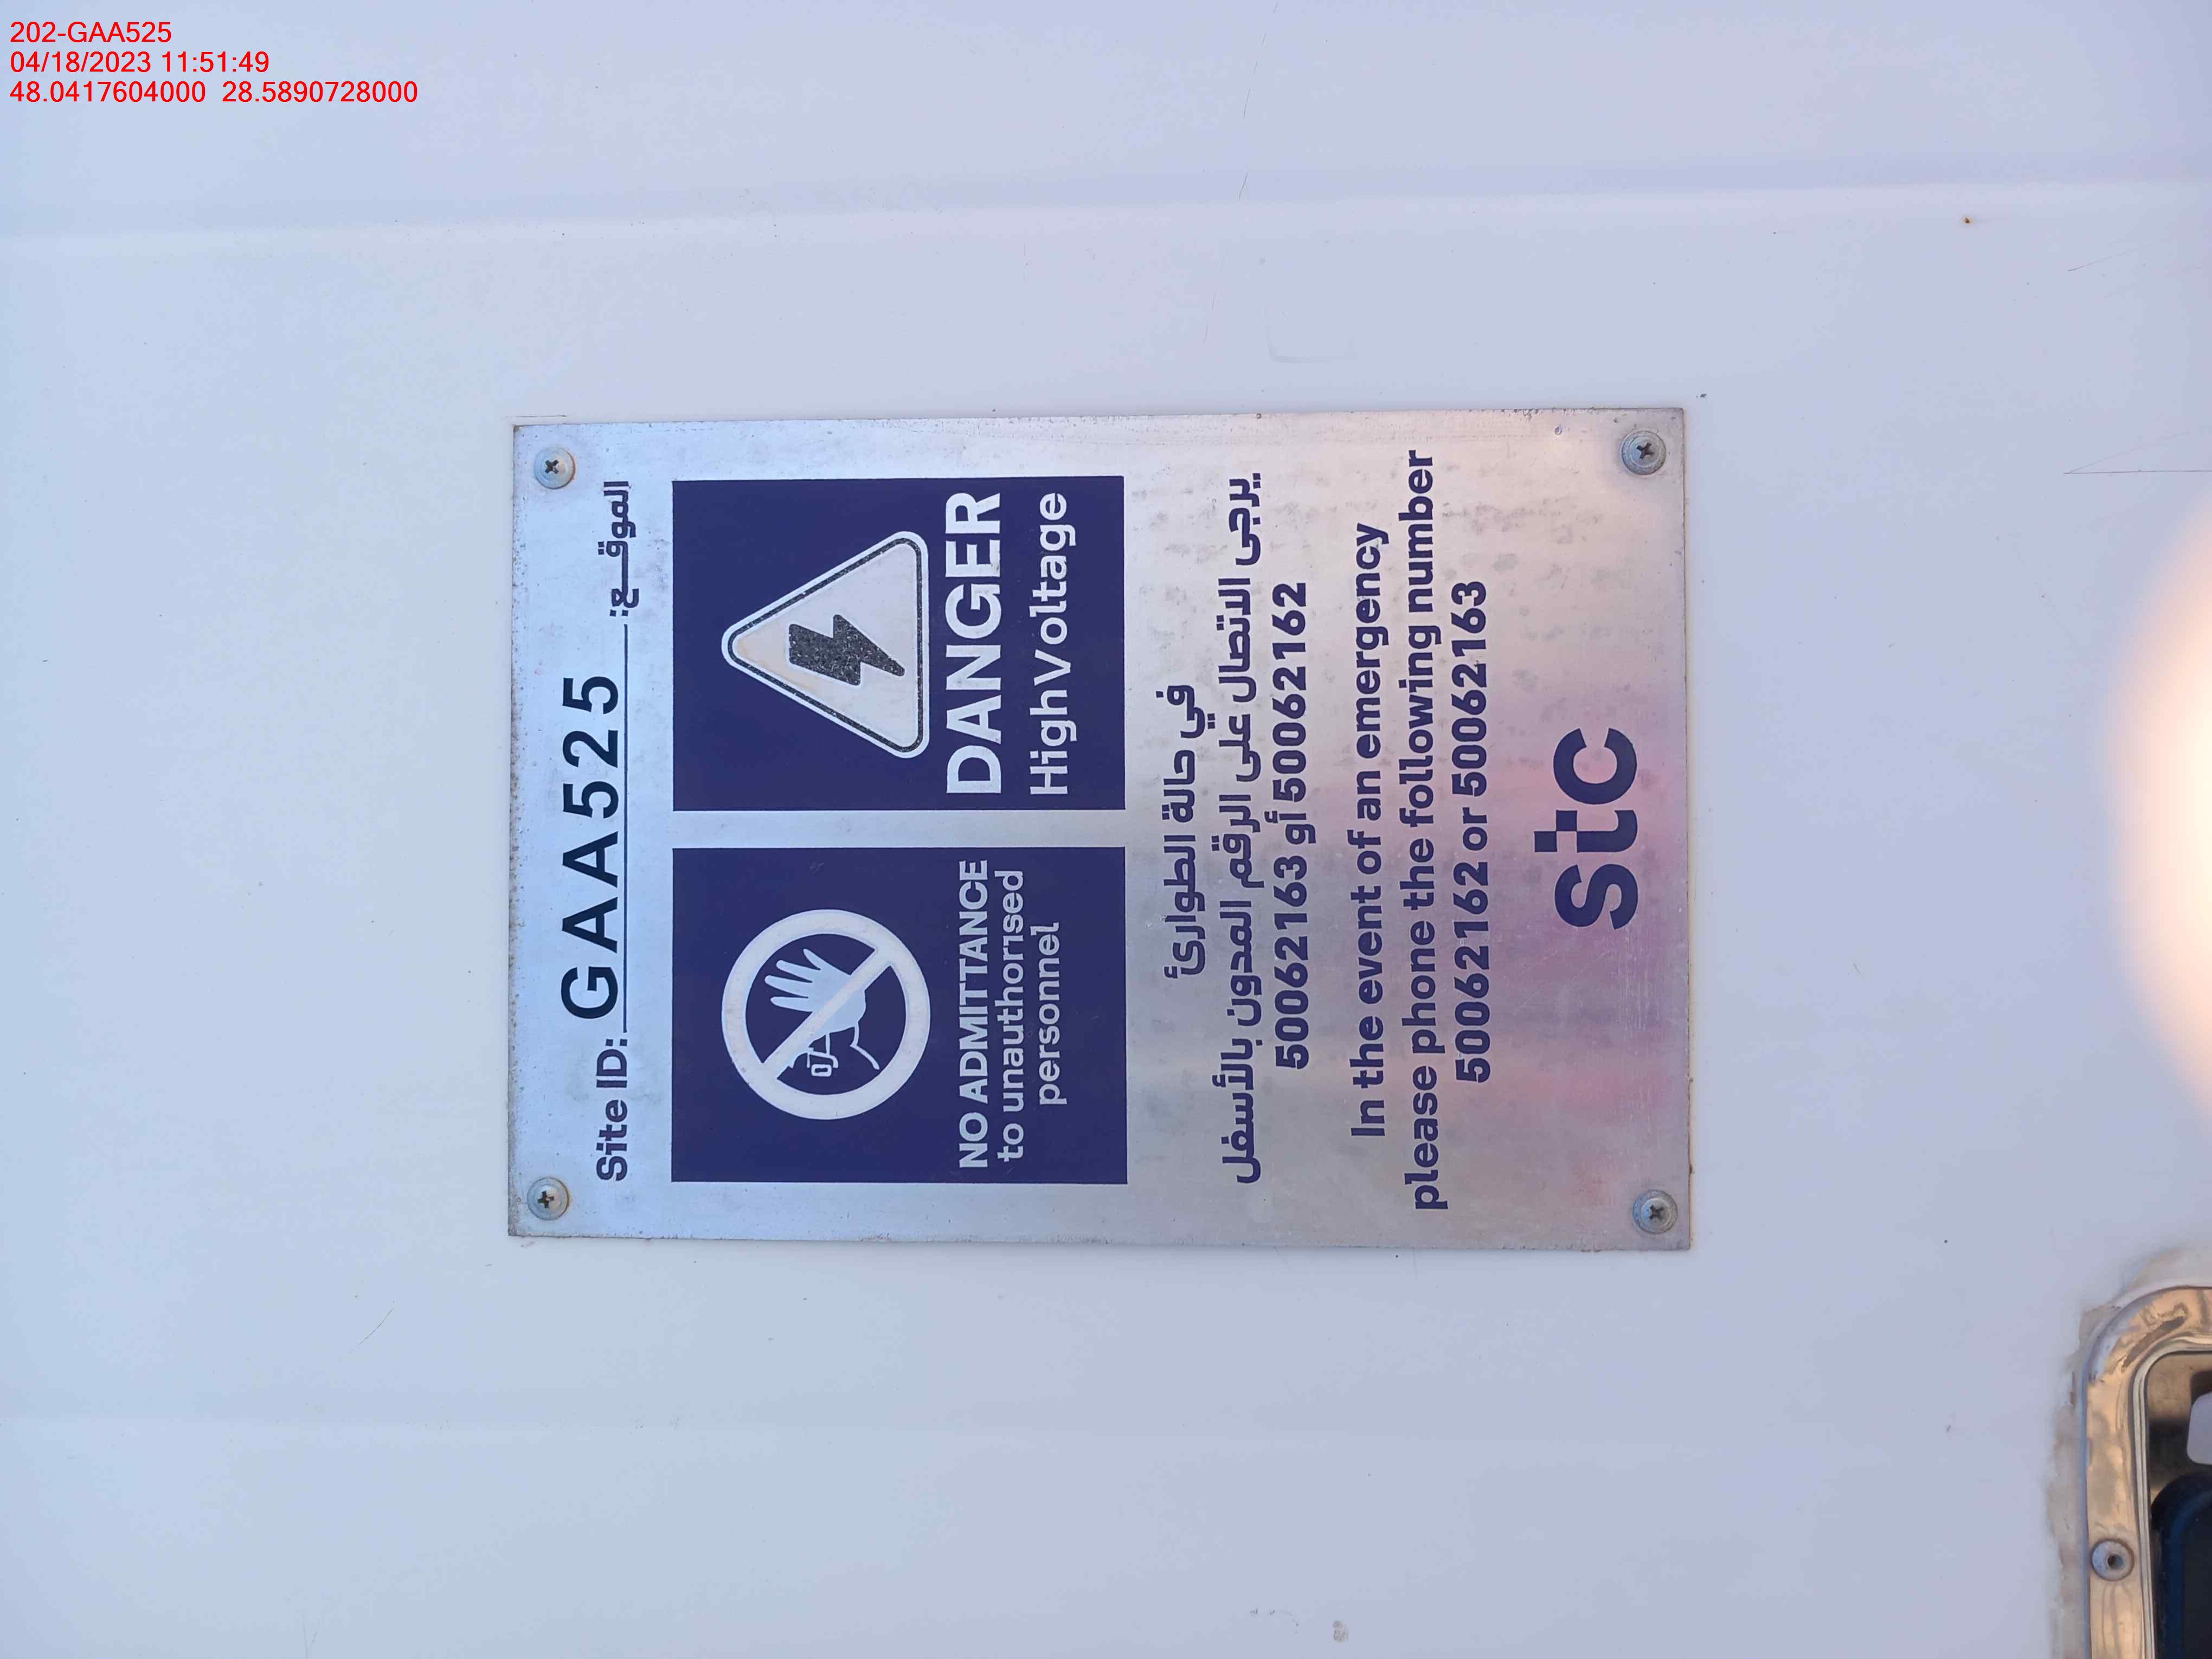 202-GAA525
04/18/2023 11:51:49
48.0417604000 28.5890728000
Site ID: GAA525 الموقـع:
NO ADMITTANCE
to unauthorised
personnel
DANGER
High Voltage
في حالة الطوارئ
يرجى الاتصال على الرقم المدون بالأسفل
50062162 أو 50062163
In the event of an emergency
please phone the following number
50062162 or 50062163
stc